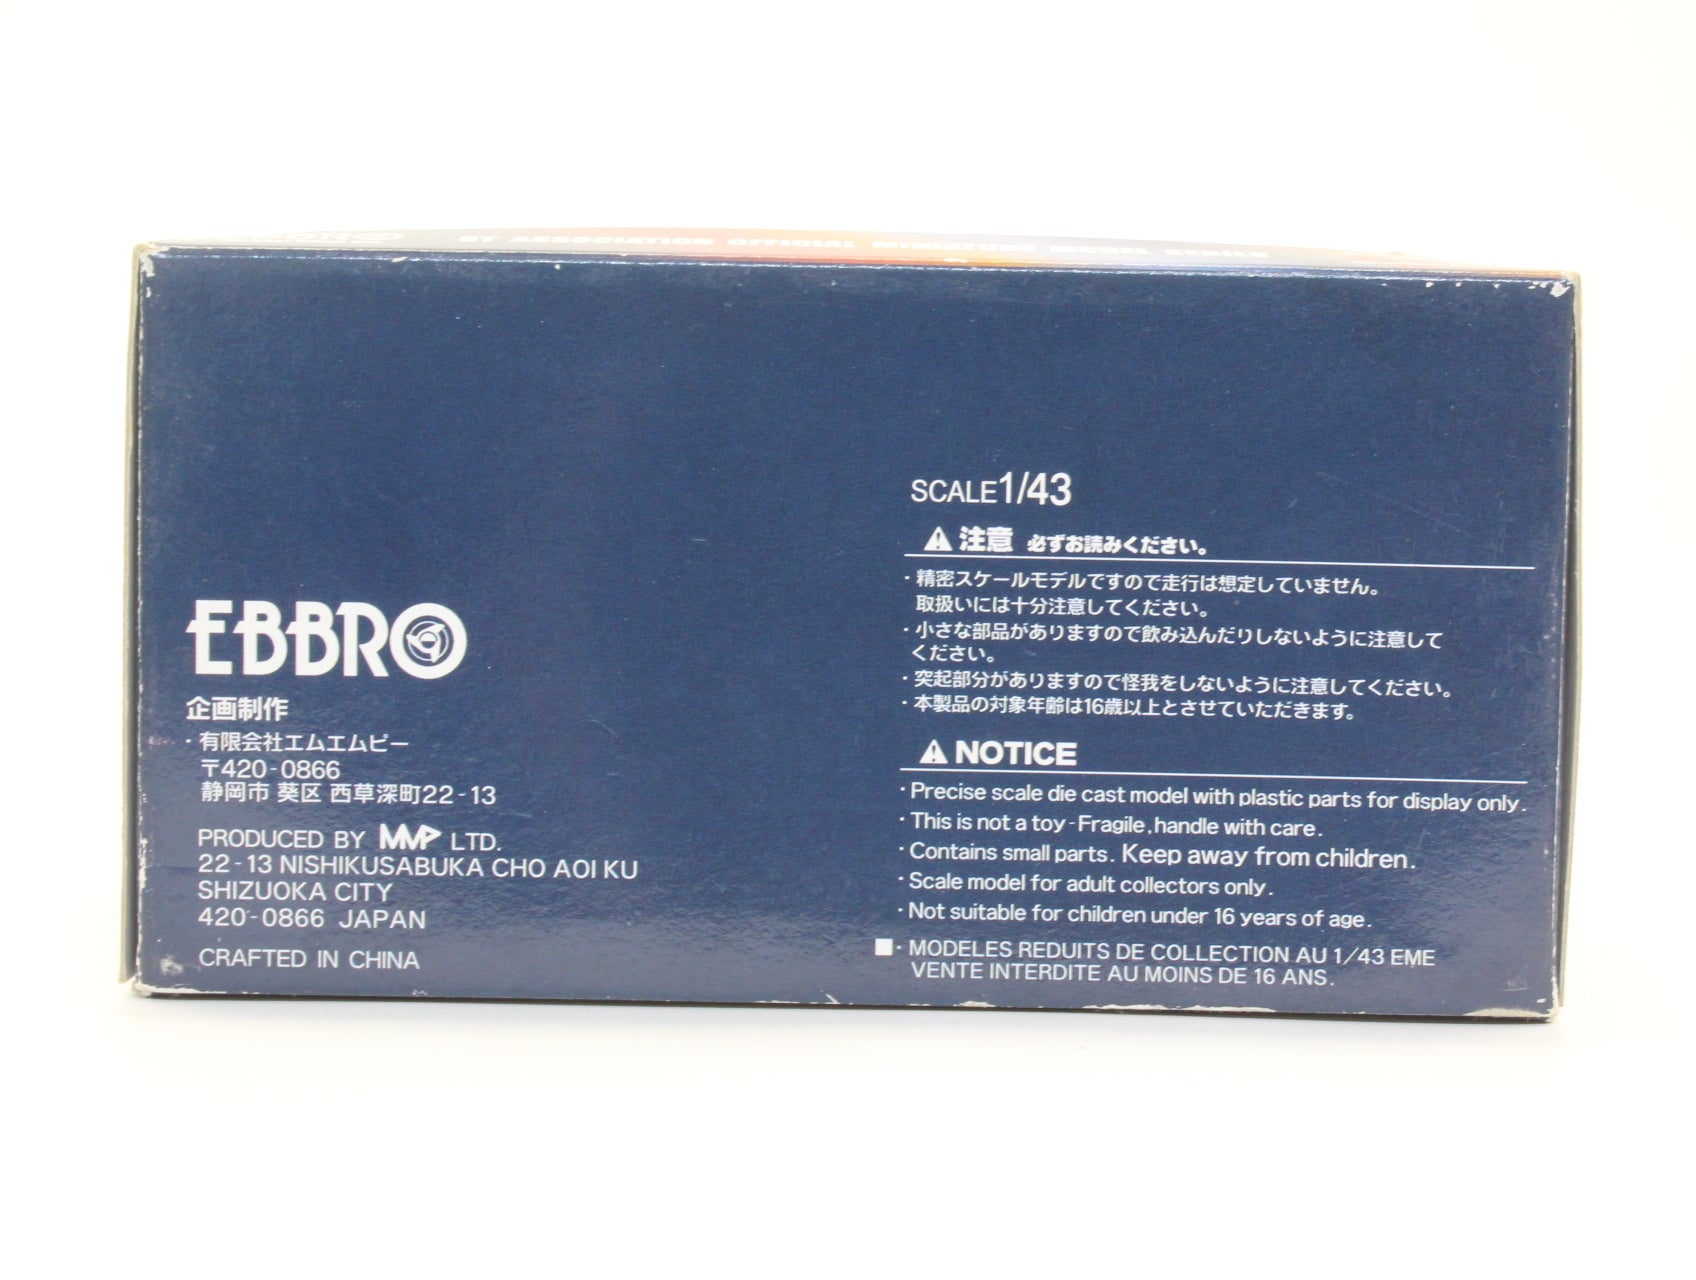 GT ASSOCIATION OFFICIAL MINIATURE MODEL SERIES
EBBRO
企画制作
・有限会社エムエムピー
〒420-0866
静岡市 葵区 西草深町22-13
PRODUCED BY MMP LTD.
22-13 NISHIKUSABUKA CHO AOI KU
SHIZUOKA CITY
420-0866 JAPAN
CRAFTED IN CHINA
SCALE1/43
注意 必ずお読みください。
・精密スケールモデルですので走行は想定していません。
取扱いには十分注意してください。
・小さな部品がありますので飲み込んだりしないように注意して
ください。
・突起部分がありますので怪我をしないように注意してください。
・本製品の対象年齢は16歳以上とさせていただきます。
NOTICE
・Precise scale die cast model with plastic parts for display only.
・This is not a toy-Fragile, handle with care.
・Contains small parts. Keep away from children.
・Scale model for adult collectors only.
・Not suitable for children under 16 years of age.
■・MODELES REDUITS DE COLLECTION AU 1/43 EME
VENTE INTERDITE AU MOINS DE 16 ANS.